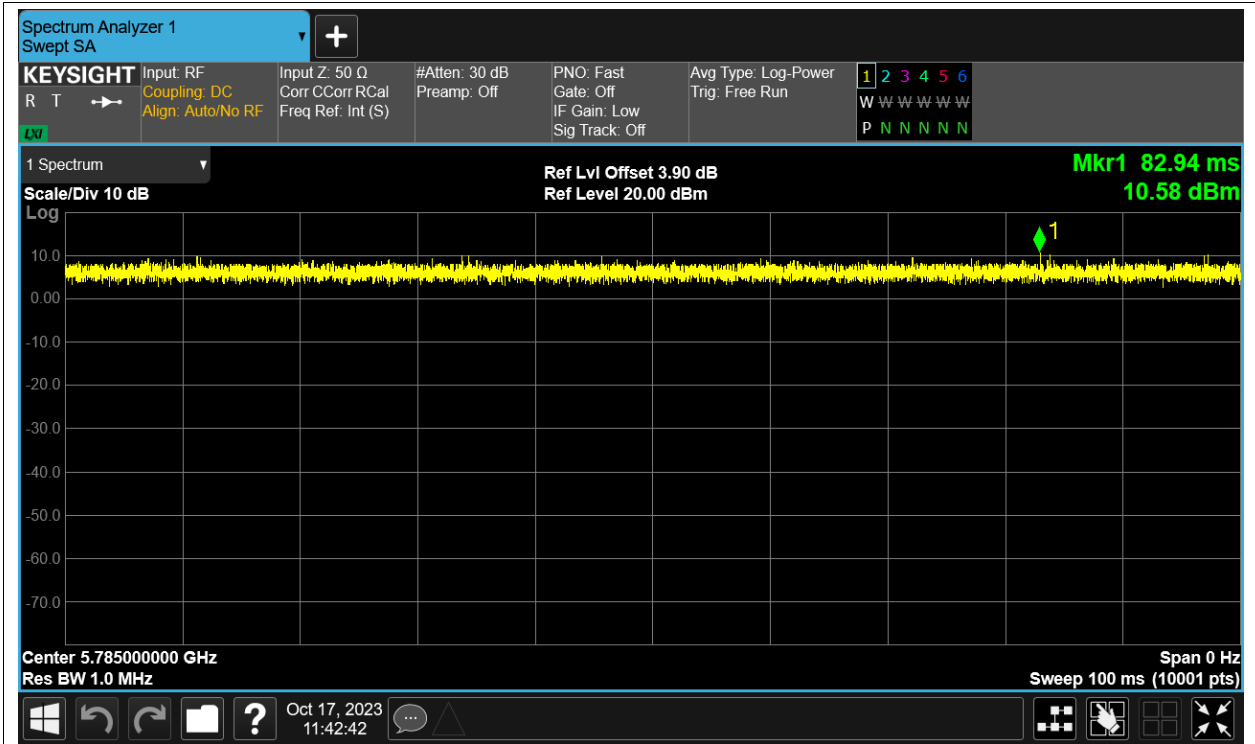 Spectrum Analyzer 1
Swept SA
KEYSIGHT
R T
LXI
Input: RF
Coupling: DC
Align: Auto/No RF
Input Z: 50 Ω
Corr CCorr RCal
Freq Ref: Int (S)
#Atten: 30 dB
Preamp: Off
PNO: Fast
Gate: Off
IF Gain: Low
Sig Track: Off
Avg Type: Log-Power
Trig: Free Run
1 2 3 4 5 6
W W W W W W
P N N N N N
1 Spectrum
Scale/Div 10 dB
Log
Ref Lvl Offset 3.90 dB
Ref Level 20.00 dBm
Mkr1 82.94 ms
10.58 dBm
1
10.0
0.00
-10.0
-20.0
-30.0
-40.0
-50.0
-60.0
-70.0
Center 5.785000000 GHz
Res BW 1.0 MHz
Span 0 Hz
Sweep 100 ms (10001 pts)
?
Oct 17, 2023
11:42:42